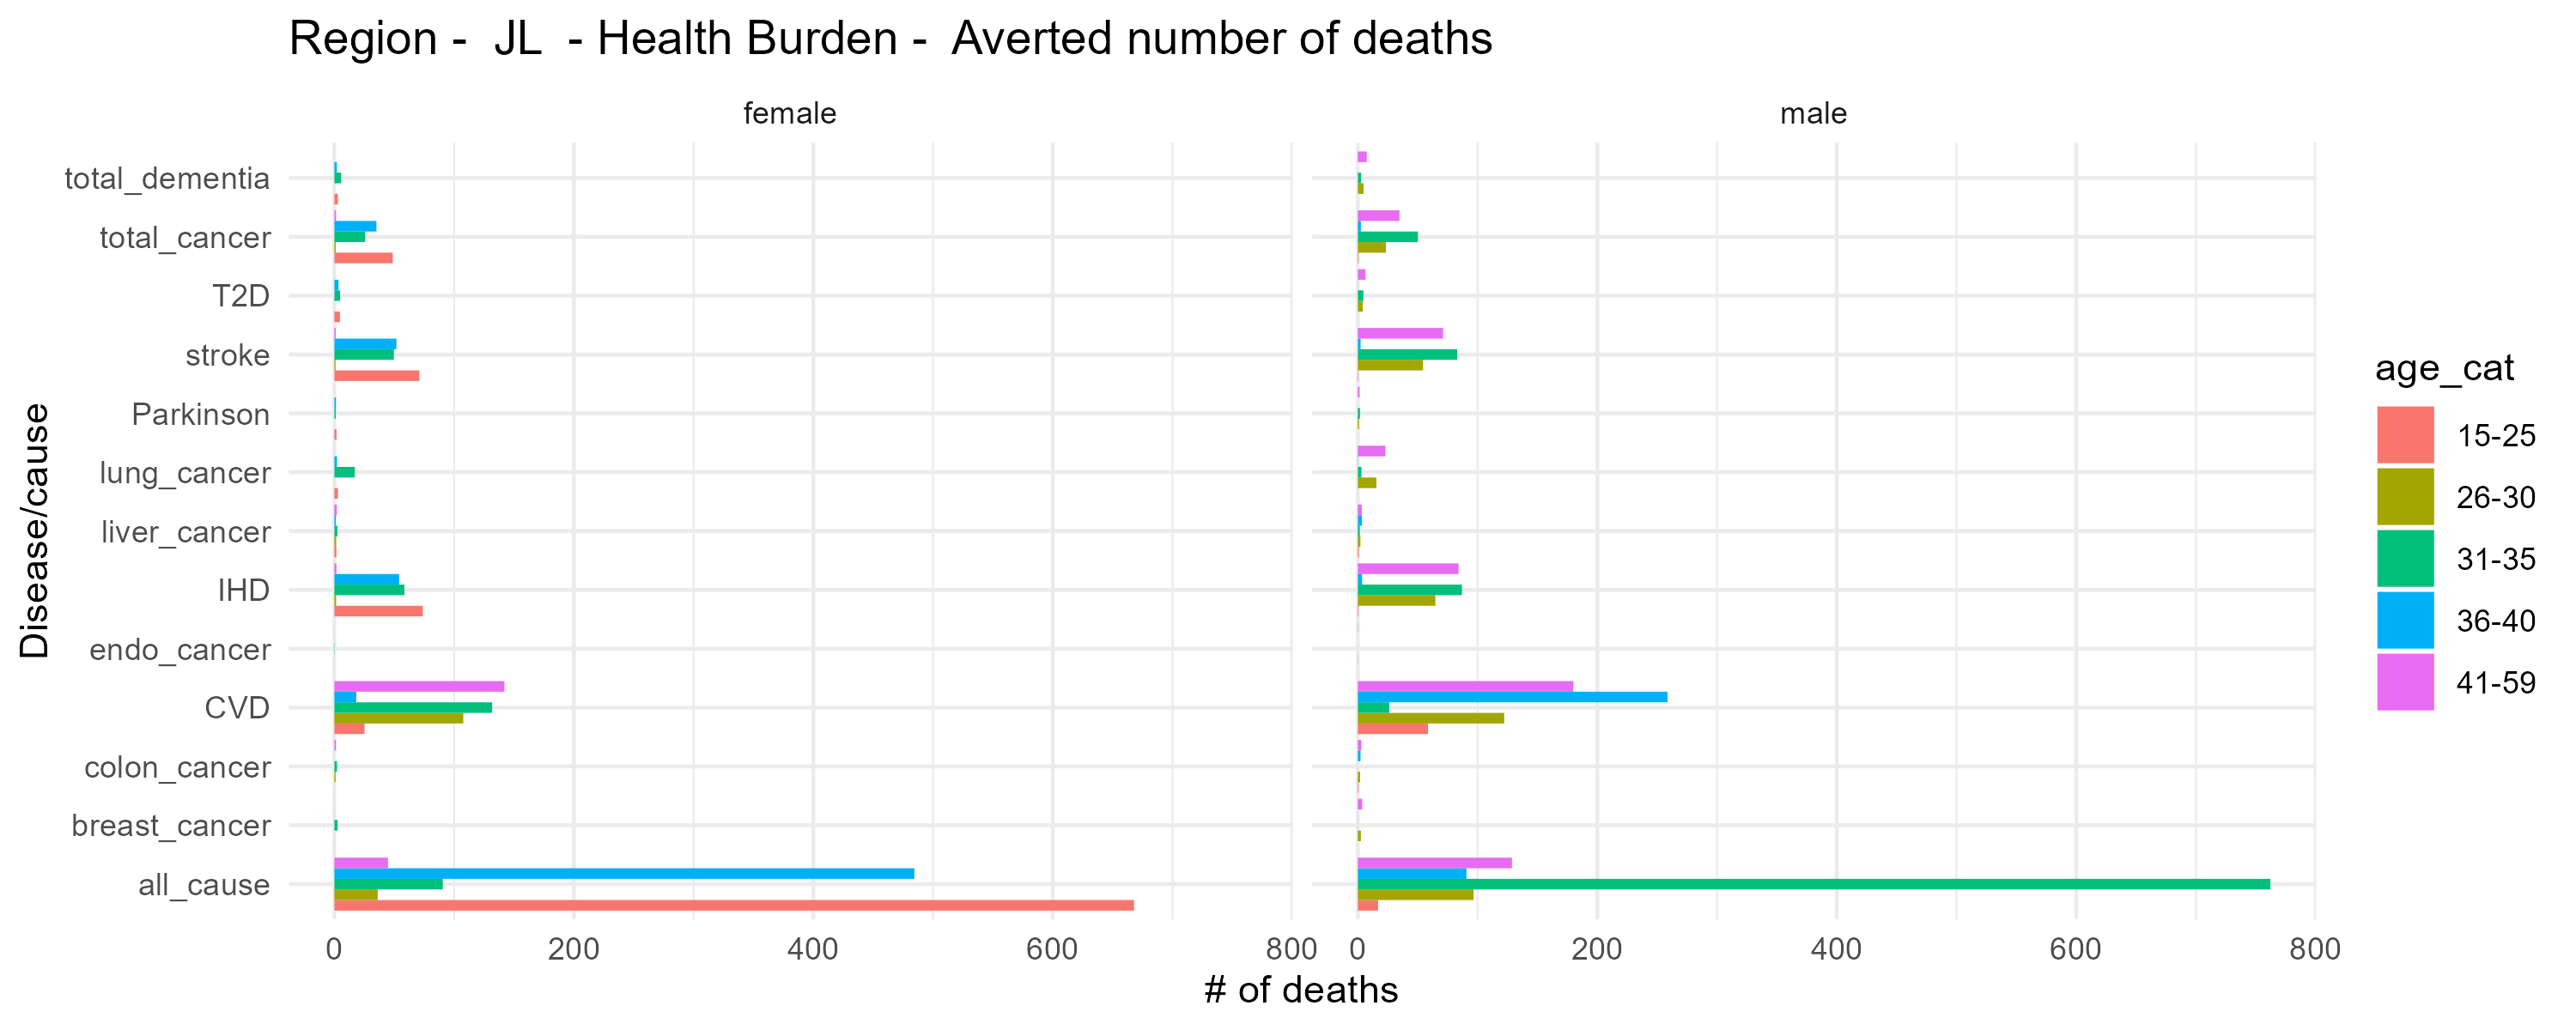 Region -  JL  - Health Burden -  Averted number of deaths
female
male
Disease/cause
total_dementia
total_cancer
T2D
stroke
Parkinson
lung_cancer
liver_cancer
IHD
endo_cancer
CVD
colon_cancer
breast_cancer
all_cause
0 200 400 600 800
0 200 400 600 800
# of deaths
age_cat
15-25
26-30
31-35
36-40
41-59